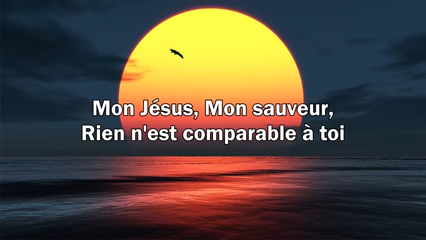 Mon Jésus, Mon sauveur,
Rien n'est comparable à toi